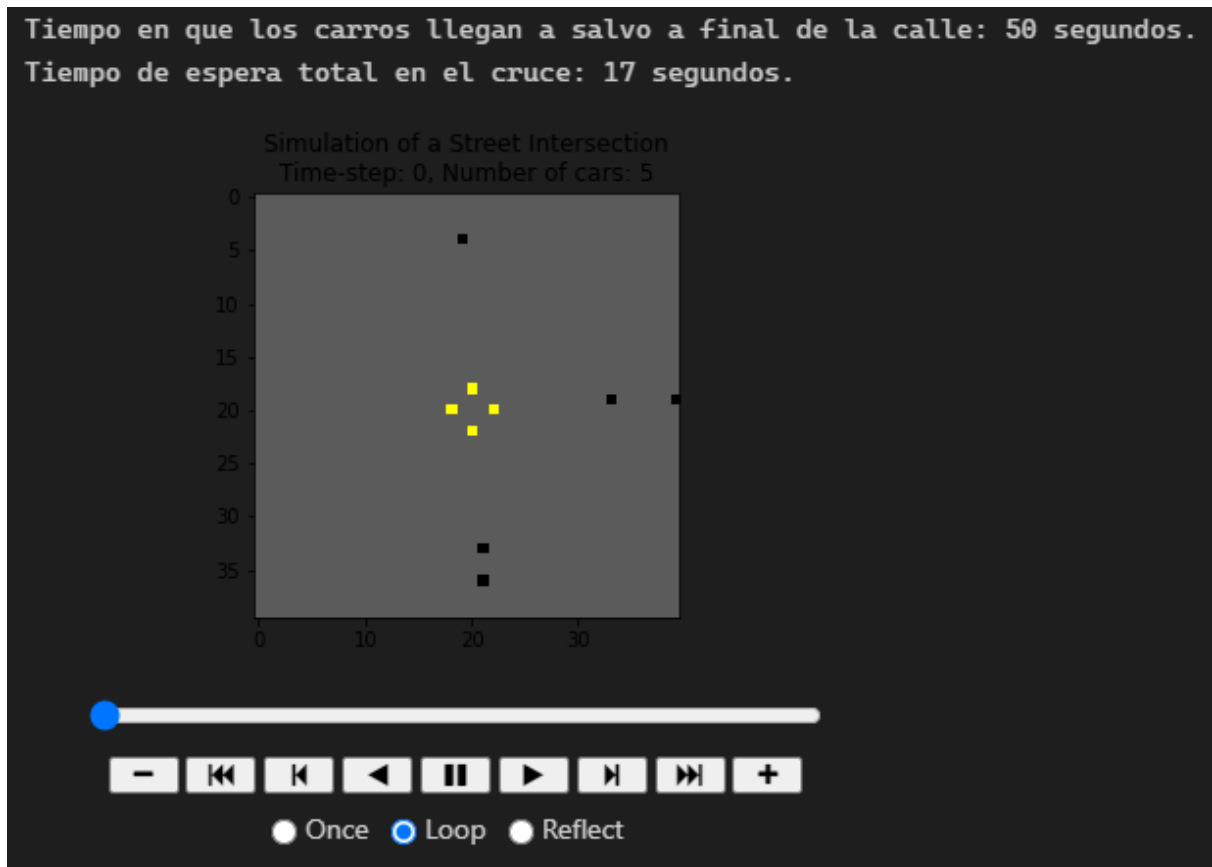 Tiempo en que los carros llegan a salvo a final de la calle: 50 segundos.
Tiempo de espera total en el cruce: 17 segundos.
Simulation of a Street Intersection
Time-step: 0, Number of cars: 5
0
5
10
15
20
25
30
35
0 10 20 30
Once Loop Reflect